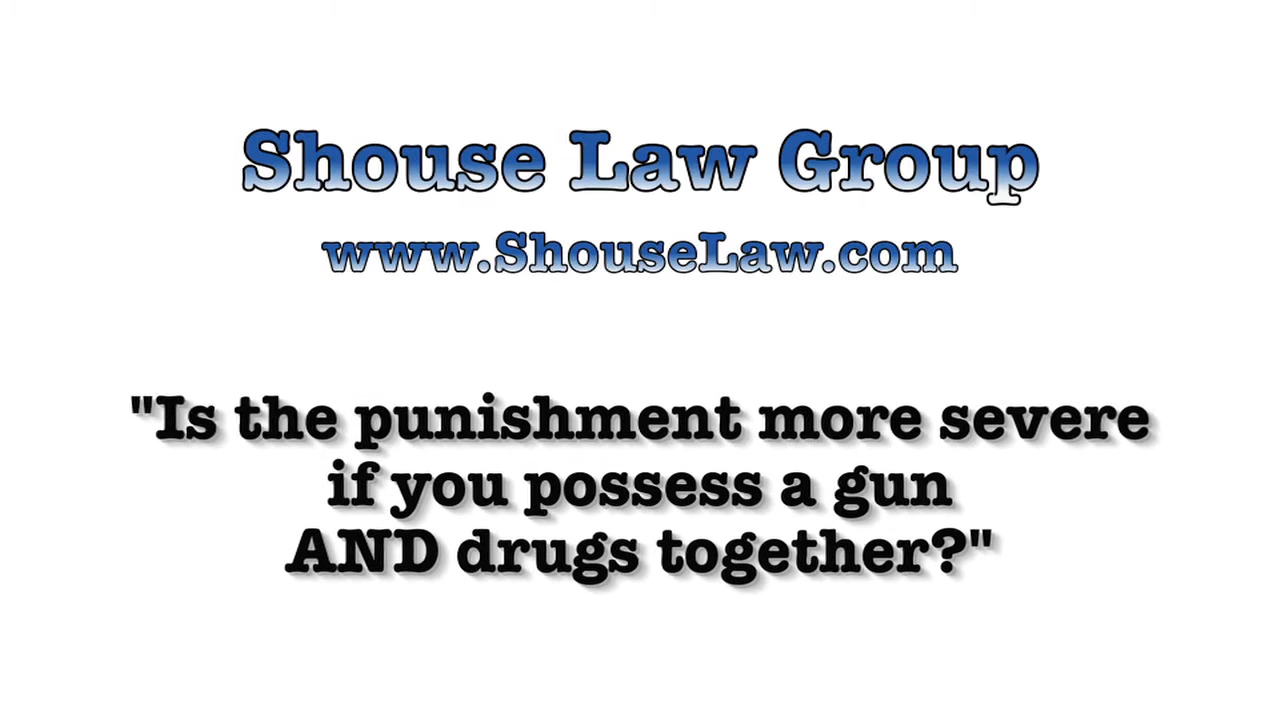 Shouse Law Group
www.ShouseLaw.com
"Is the punishment more severe
if you possess a gun
AND drugs together?"